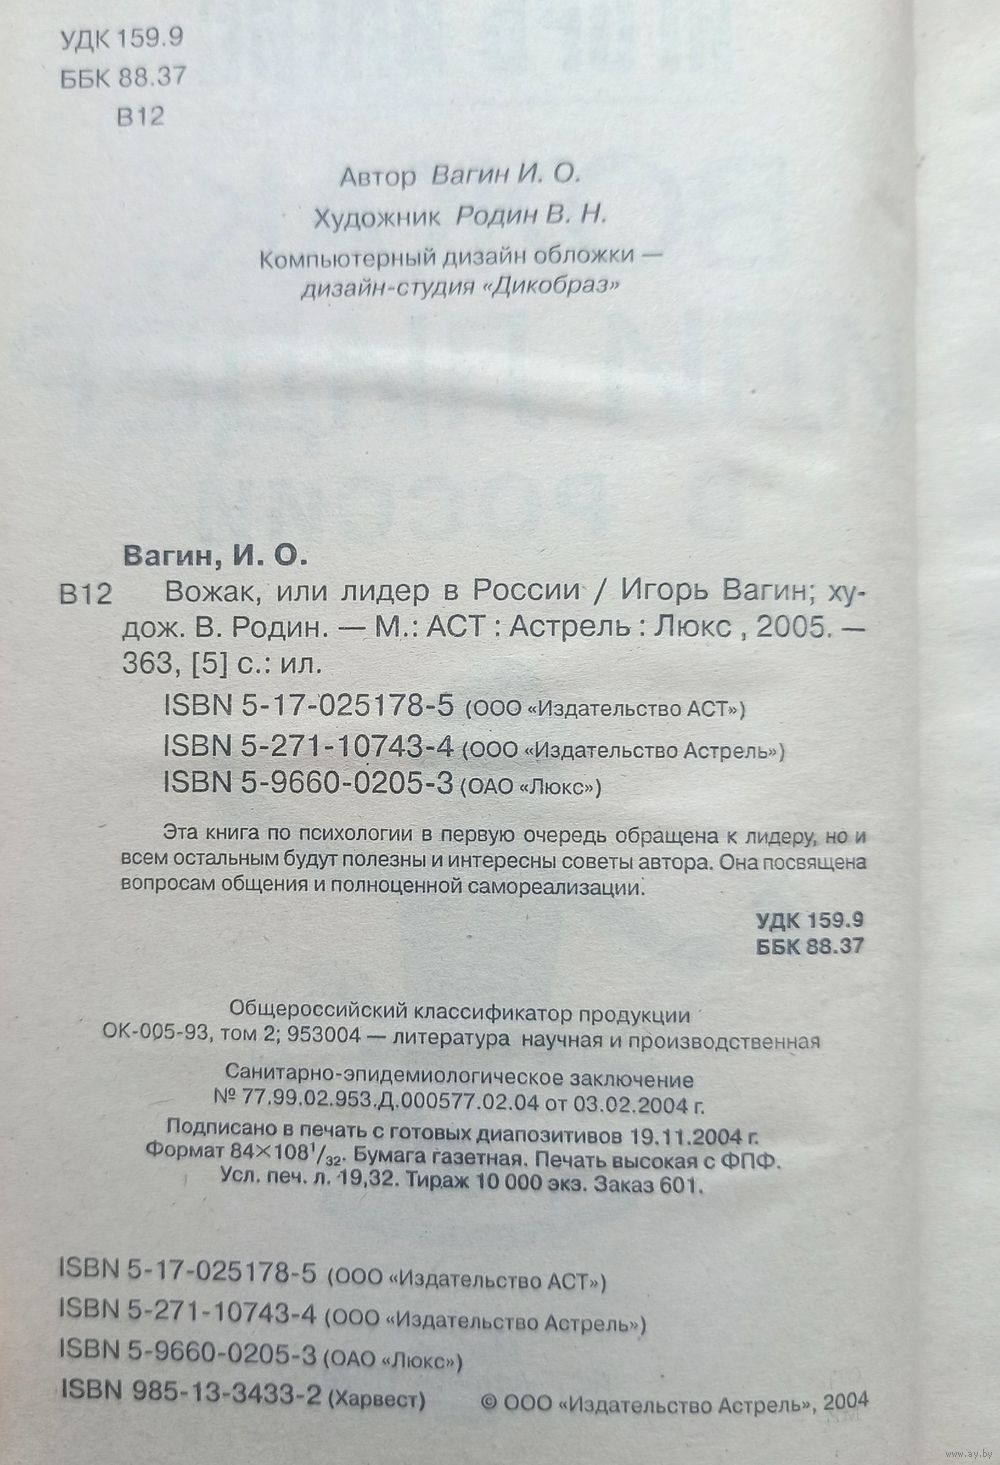 УДК 159.9
ББК 88.37
В12
Автор Вагин И. О.
Художник Родин В. Н.
Компьютерный дизайн обложки —
дизайн-студия «Дикобраз»
Вагин, И. О.
В12 Вожак, или лидер в России / Игорь Вагин; ху-
дож. В. Родин. — М.: АСТ : Астрель : Люкс , 2005. —
363, [5] с.: ил.
ISBN 5-17-025178-5 (ООО «Издательство АСТ»)
ISBN 5-271-10743-4 (ООО «Издательство Астрель»)
ISBN 5-9660-0205-3 (ОАО «Люкс»)
Эта книга по психологии в первую очередь обращена к лидеру, но и
всем остальным будут полезны и интересны советы автора. Она посвящена
вопросам общения и полноценной самореализации.
УДК 159.9
ББК 88.37
Общероссийский классификатор продукции
ОК-005-93, том 2; 953004 — литература научная и производственная
Санитарно-эпидемиологическое заключение
№ 77.99.02.953.Д.000577.02.04 от 03.02.2004 г.
Подписано в печать с готовых диапозитивов 19.11.2004 г.
Формат 84×108¹/₃₂. Бумага газетная. Печать высокая с ФПФ.
Усл. печ. л. 19,32. Тираж 10 000 экз. Заказ 601.
ISBN 5-17-025178-5 (ООО «Издательство АСТ»)
ISBN 5-271-10743-4 (ООО «Издательство Астрель»)
ISBN 5-9660-0205-3 (ОАО «Люкс»)
ISBN 985-13-3433-2 (Харвест) © ООО «Издательство Астрель», 2004
www.ay.by